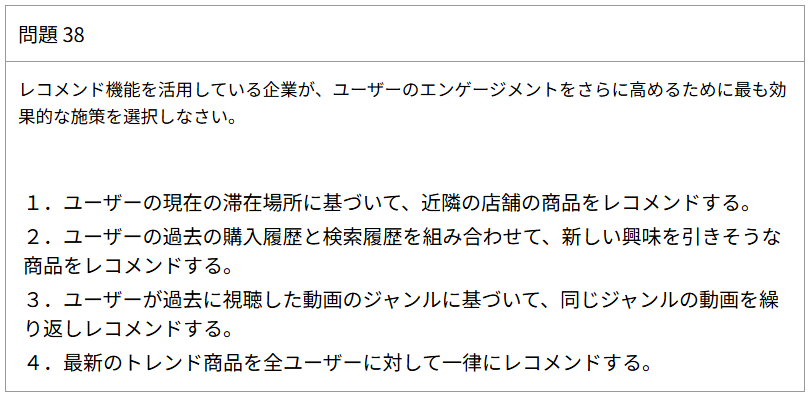 問題 38
レコメンド機能を活用している企業が、ユーザーのエンゲージメントをさらに高めるために最も効
果的な施策を選択しなさい。
１．ユーザーの現在の滞在場所に基づいて、近隣の店舗の商品をレコメンドする。
２．ユーザーの過去の購入履歴と検索履歴を組み合わせて、新しい興味を引きそうな
商品をレコメンドする。
３．ユーザーが過去に視聴した動画のジャンルに基づいて、同じジャンルの動画を繰
り返しレコメンドする。
４．最新のトレンド商品を全ユーザーに対して一律にレコメンドする。